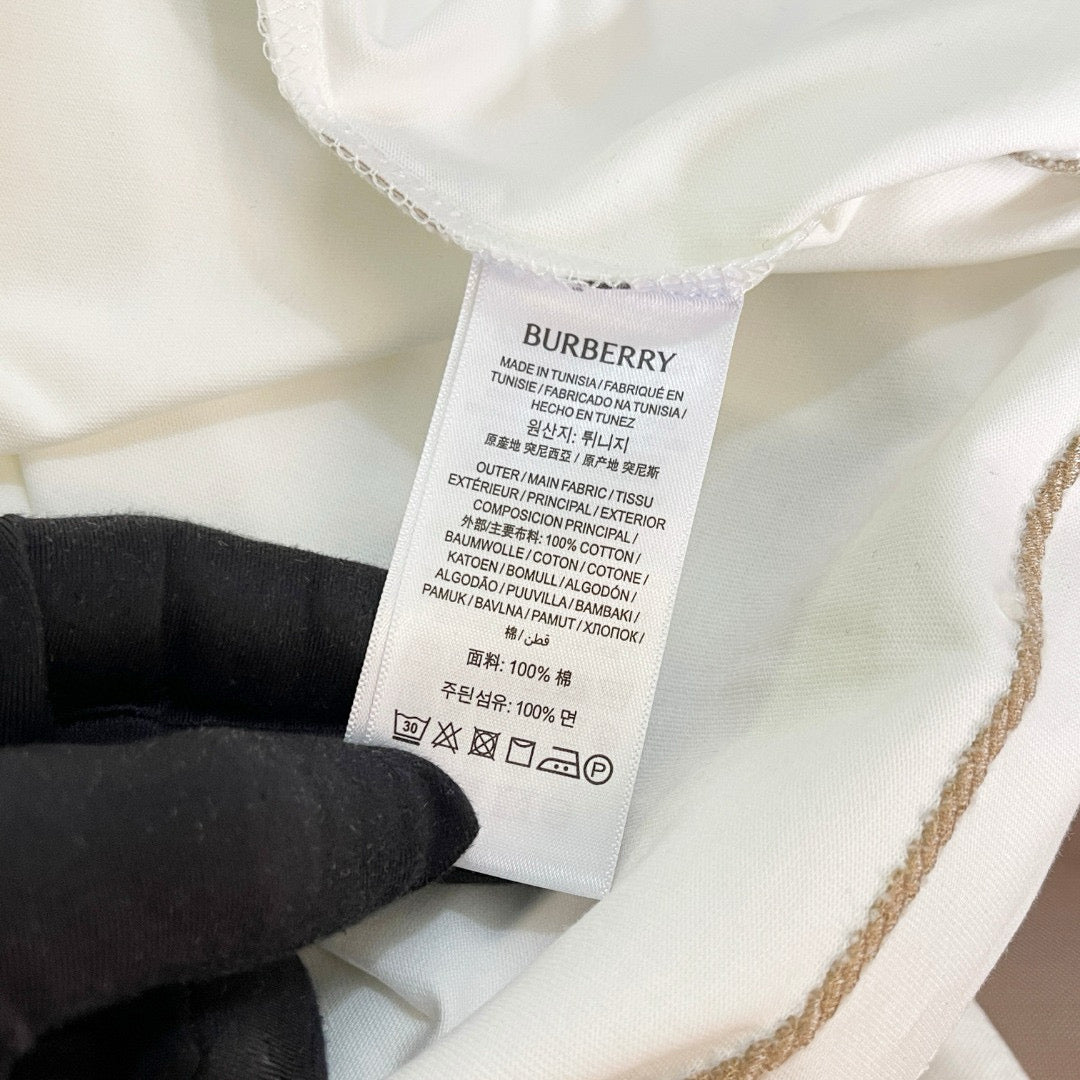 BURBERRY
MADE IN TUNISIA / FABRIQUÉ EN
TUNISIE / FABRICADO NA TUNISIA /
HECHO EN TUNEZ
원산지: 튀니지
原産地 突尼西亞 / 原产地 突尼斯
OUTER / MAIN FABRIC / TISSU
EXTÉRIEUR / PRINCIPAL / EXTERIOR
COMPOSICION PRINCIPAL /
外部/主要布料: 100% COTTON /
BAUMWOLLE / COTON / COTONE /
KATOEN / BOMULL / ALGODÓN /
ALGODÃO / PUUVILLA / BAMBAKI /
PAMUK / BAVLNA / PAMUT / ХЛОПОК /
棉 / قطن
面料: 100% 棉
주된섬유: 100% 면
30 P